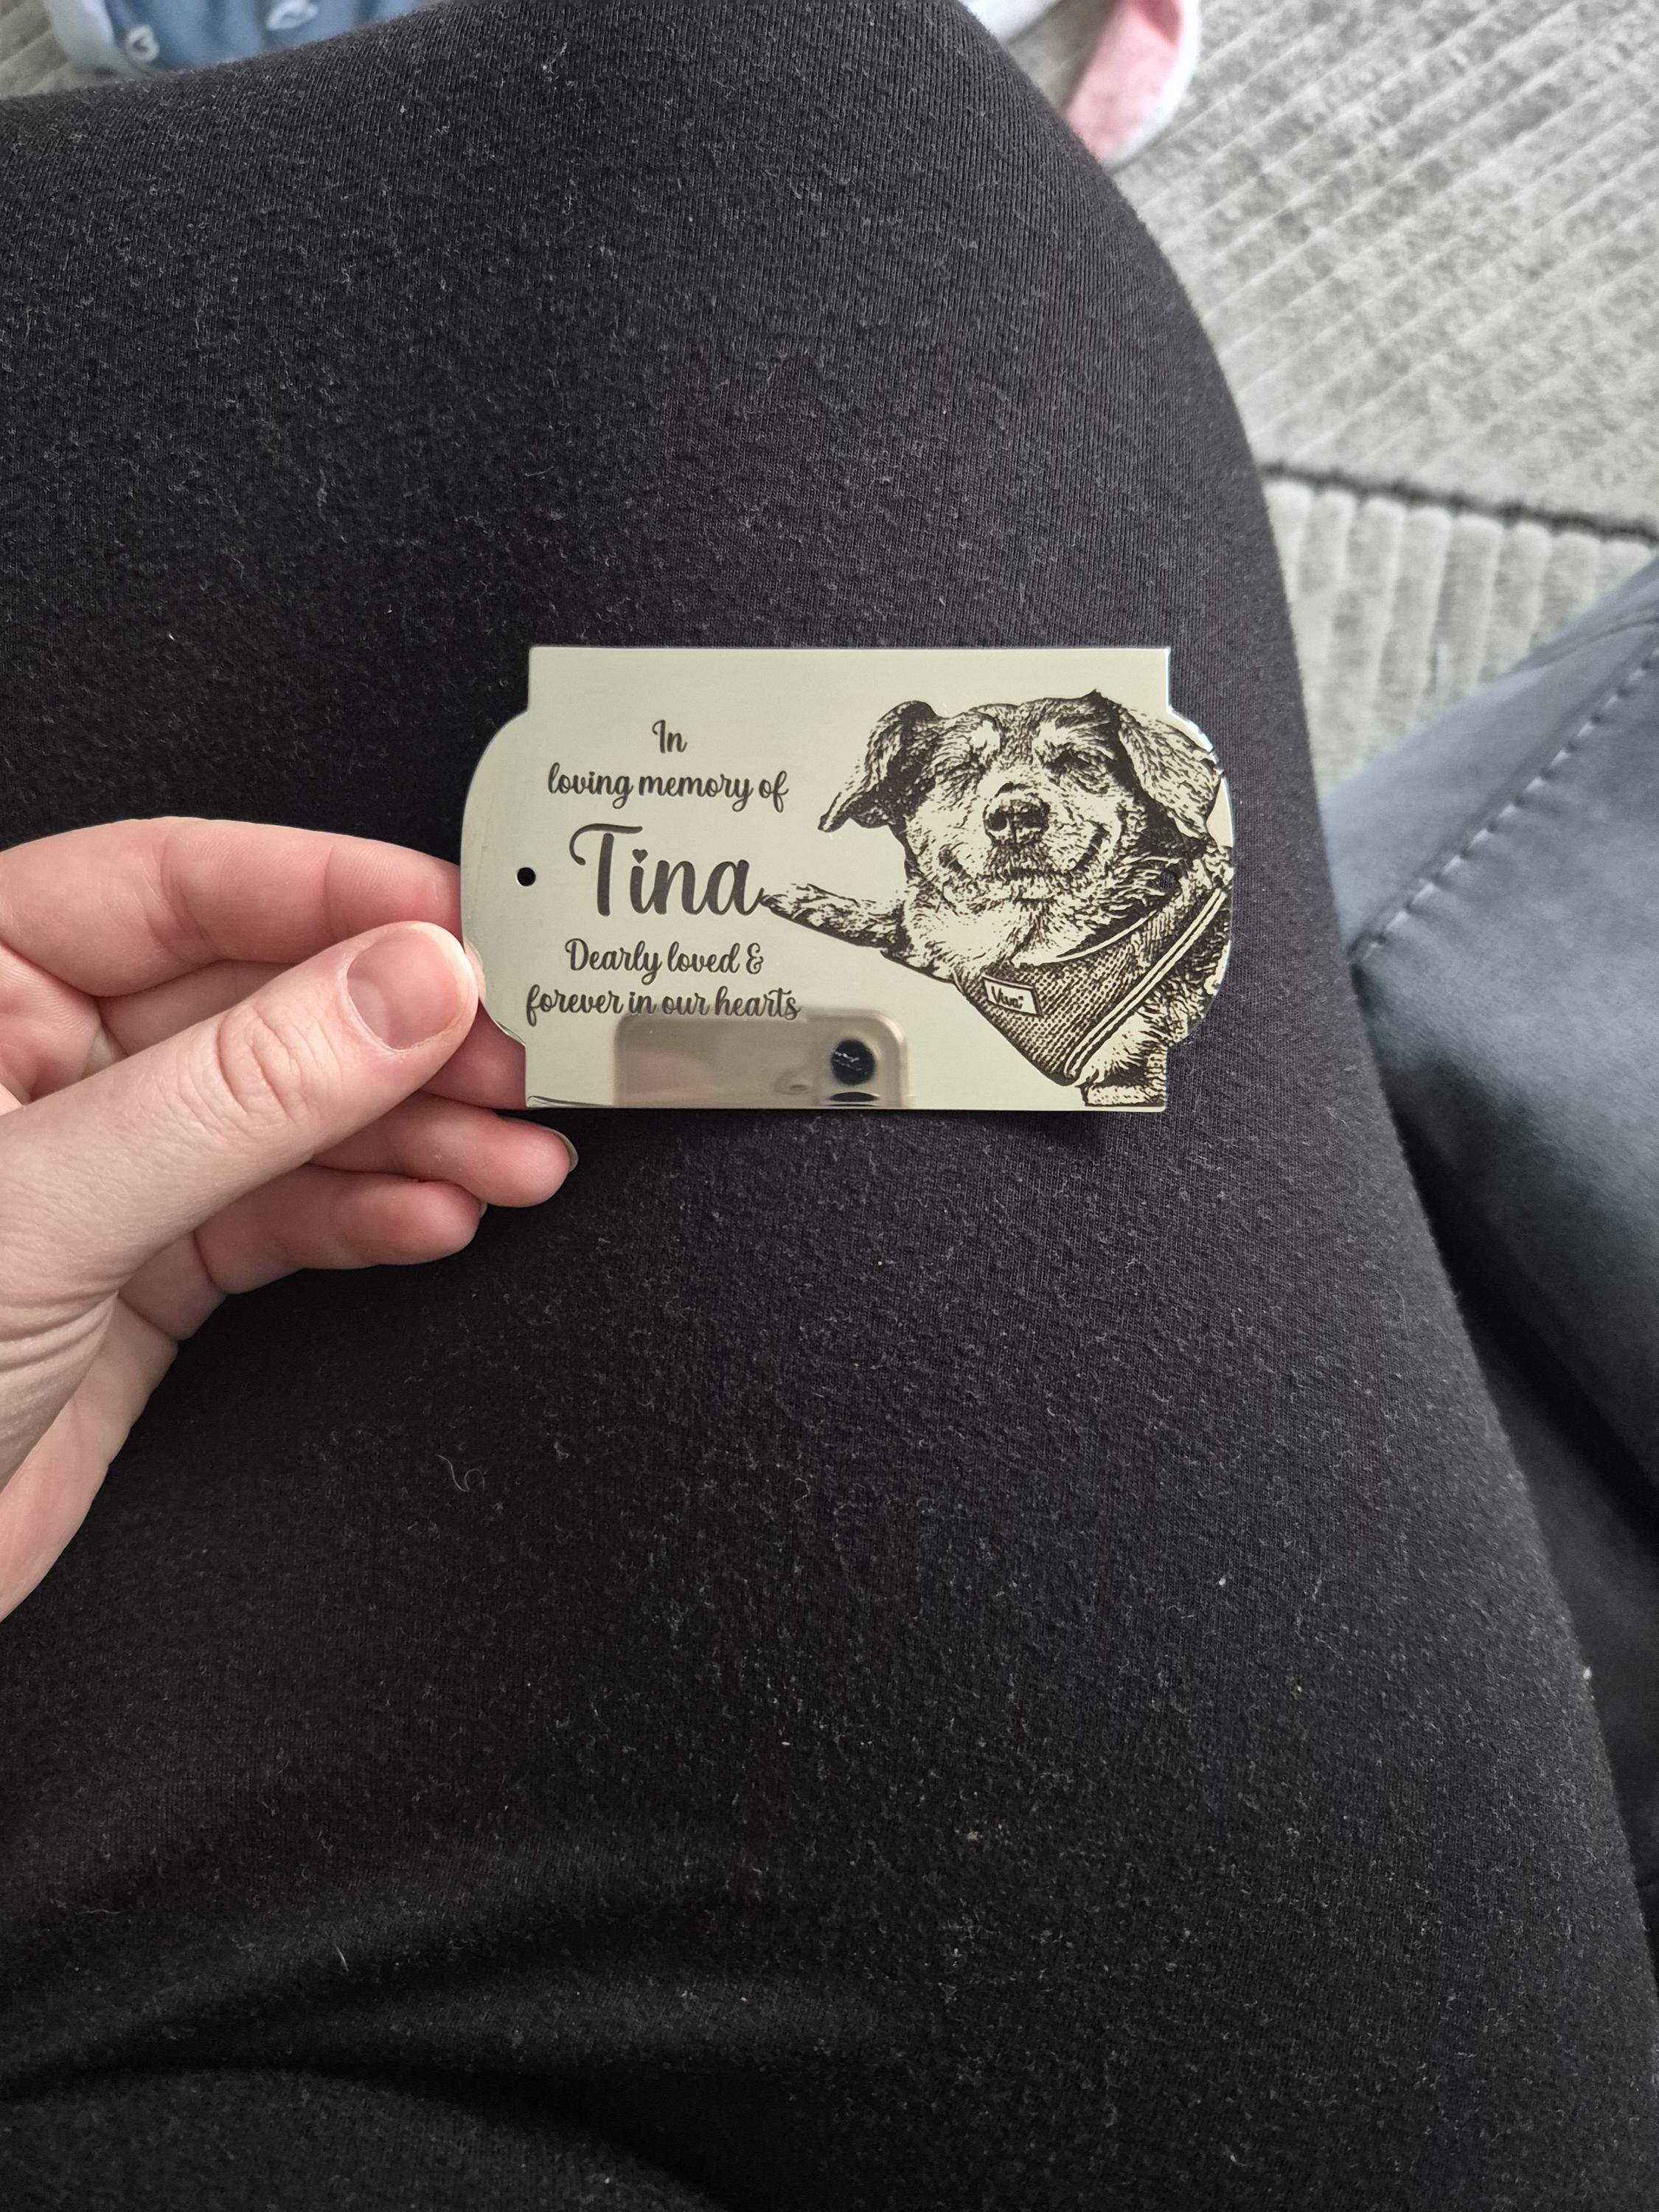 In
loving memory of
Tina
Dearly loved &
forever in our hearts